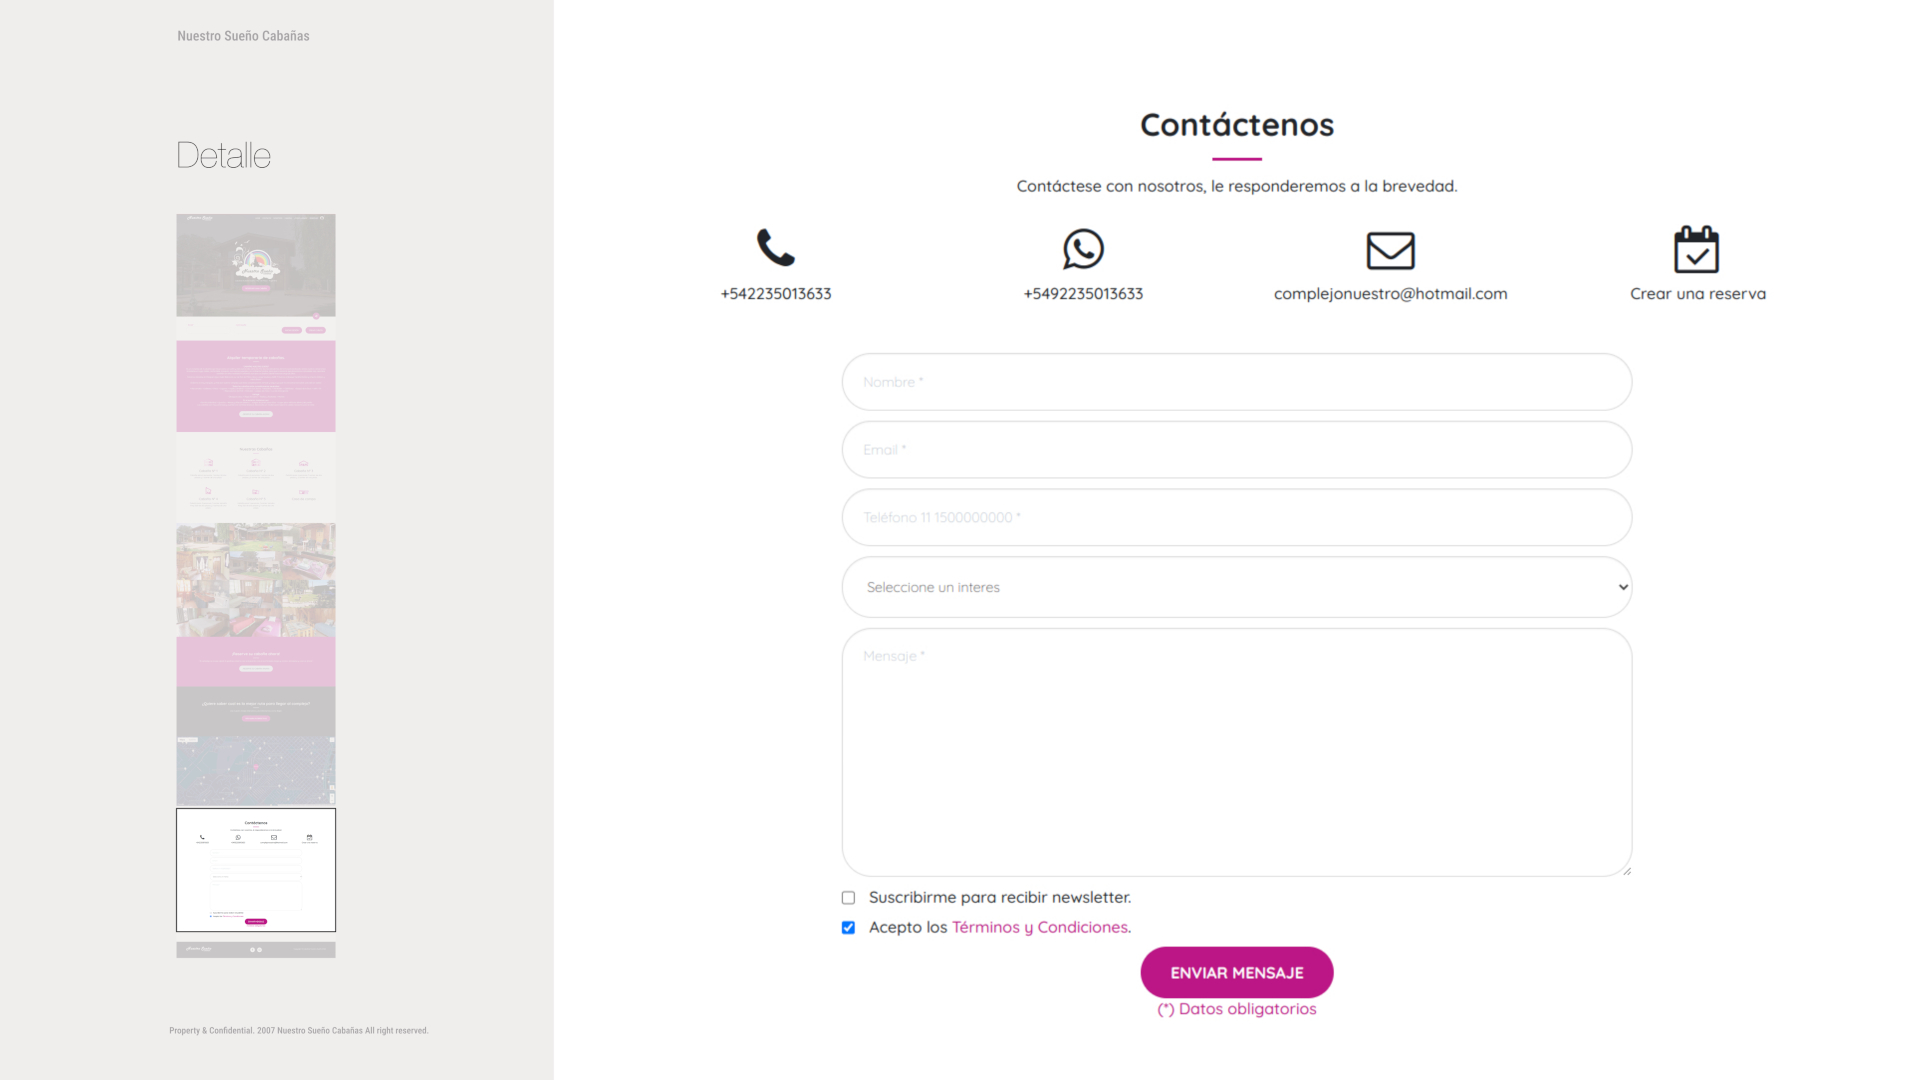 Nuestro Sueño Cabañas
Detalle
Contáctenos
Property & Confidential. 2007 Nuestro Sueño Cabañas All right reserved.
Contáctenos
Contáctese con nosotros, le responderemos a la brevedad.
+542235013633
+5492235013633
complejonuestro@hotmail.com
Crear una reserva
Nombre *
Email *
Teléfono 11 1500000000 *
Seleccione un interes
Mensaje *
Suscribirme para recibir newsletter.
Acepto los Términos y Condiciones.
ENVIAR MENSAJE
(*) Datos obligatorios